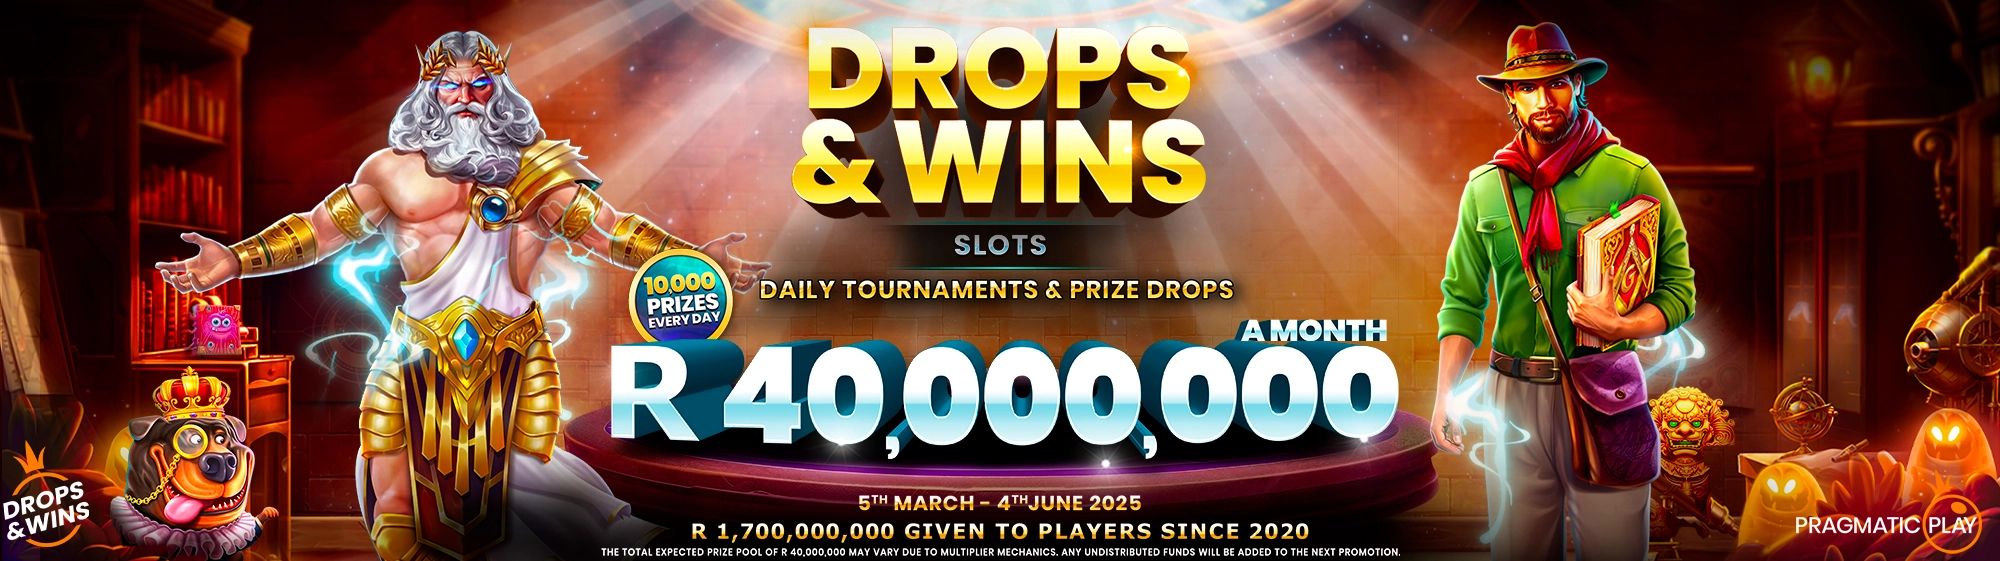 DROPS
& WINS
SLOTS
DAILY TOURNAMENTS & PRIZE DROPS
10,000
PRIZES
EVERY DAY
A MONTH
R 40,000,000
5TH MARCH – 4TH JUNE 2025
R 1,700,000,000 GIVEN TO PLAYERS SINCE 2020
THE TOTAL EXPECTED PRIZE POOL OF R 40,000,000 MAY VARY DUE TO MULTIPLIER MECHANICS. ANY UNDISTRIBUTED FUNDS WILL BE ADDED TO THE NEXT PROMOTION.
DROPS
& WINS
PRAGMATIC PLAY